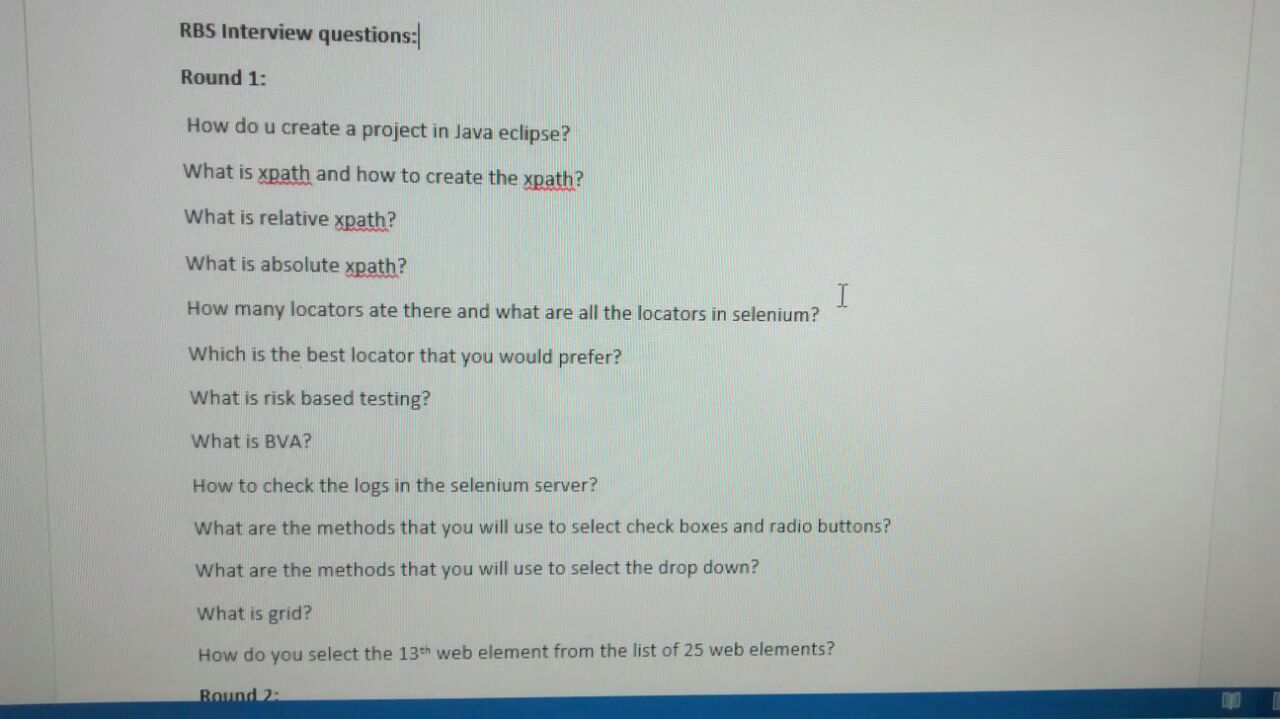 RBS Interview questions:
Round 1:
How do u create a project in Java eclipse?
What is xpath and how to create the xpath?
What is relative xpath?
What is absolute xpath?
How many locators ate there and what are all the locators in selenium?
Which is the best locator that you would prefer?
What is risk based testing?
What is BVA?
How to check the logs in the selenium server?
What are the methods that you will use to select check boxes and radio buttons?
What are the methods that you will use to select the drop down?
What is grid?
How do you select the 13th web element from the list of 25 web elements?
Round 2: